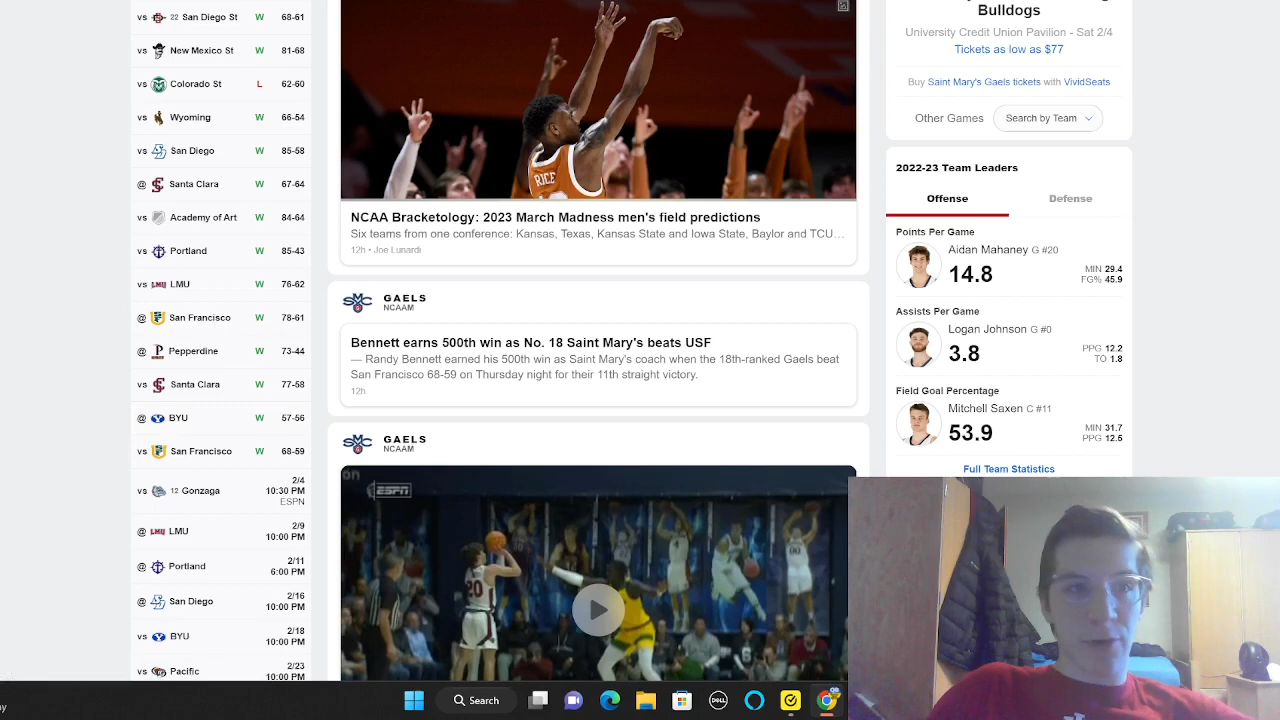 vs 22 San Diego St W 68-61
vs New Mexico St W 81-68
vs Colorado St L 62-60
vs Wyoming W 66-54
vs San Diego W 85-58
@ Santa Clara W 67-64
vs Academy of Art W 84-64
vs Portland W 85-43
vs LMU LMU W 76-62
@ San Francisco W 78-61
@ Pepperdine W 73-44
vs Santa Clara W 77-58
@ BYU W 57-56
vs San Francisco W 68-59
vs 12 Gonzaga 2/4
10:30 PM
ESPN
@ LMU LMU 2/9
10:00 PM
@ Portland 2/11
6:00 PM
@ San Diego 2/16
10:00 PM
vs BYU 2/18
10:00 PM
vs Pacific 2/23
10:00 PM
RICE
NCAA Bracketology: 2023 March Madness men's field predictions
Six teams from one conference: Kansas, Texas, Kansas State and Iowa State, Baylor and TCU…
12h • Joe Lunardi
SMC GAELS
NCAAM
Bennett earns 500th win as No. 18 Saint Mary's beats USF
— Randy Bennett earned his 500th win as Saint Mary's coach when the 18th-ranked Gaels beat
San Francisco 68-59 on Thursday night for their 11th straight victory.
12h
SMC GAELS
NCAAM
on
ESPN
20
00
Bulldogs
University Credit Union Pavilion - Sat 2/4
Tickets as low as $77
Buy Saint Mary's Gaels tickets with VividSeats
Other Games Search by Team
2022-23 Team Leaders
Offense Defense
Points Per Game
Aidan Mahaney G #20
14.8 MIN 29.4
FG% 45.9
Assists Per Game
Logan Johnson G #0
3.8 PPG 12.2
TO 1.8
Field Goal Percentage
Mitchell Saxen C #11
53.9 MIN 31.7
PPG 12.5
Full Team Statistics
Search
DELL